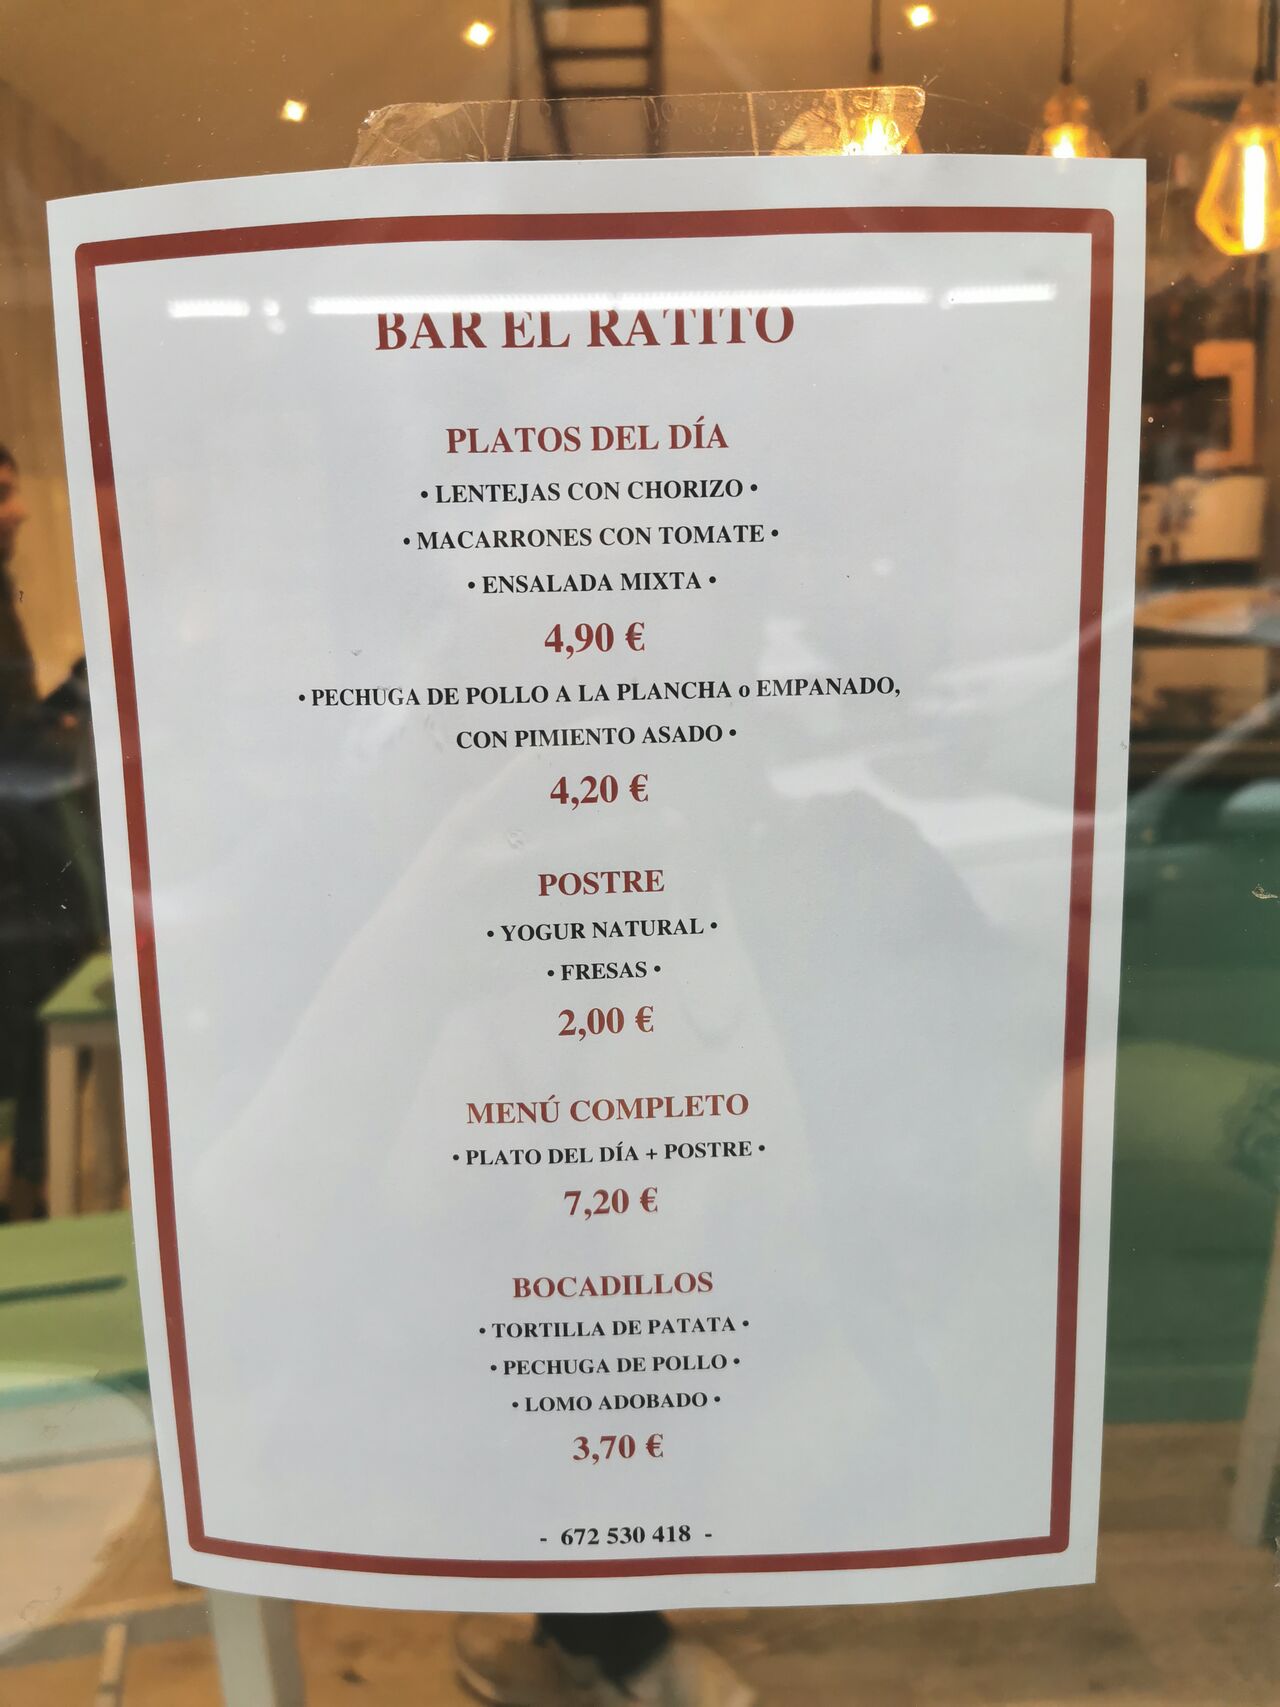 BAR EL RATITO
PLATOS DEL DÍA
• LENTEJAS CON CHORIZO •
• MACARRONES CON TOMATE •
• ENSALADA MIXTA •
4,90 €
• PECHUGA DE POLLO A LA PLANCHA o EMPANADO,
CON PIMIENTO ASADO •
4,20 €
POSTRE
• YOGUR NATURAL •
• FRESAS •
2,00 €
MENÚ COMPLETO
• PLATO DEL DÍA + POSTRE •
7,20 €
BOCADILLOS
• TORTILLA DE PATATA •
• PECHUGA DE POLLO •
• LOMO ADOBADO •
3,70 €
- 672 530 418 -